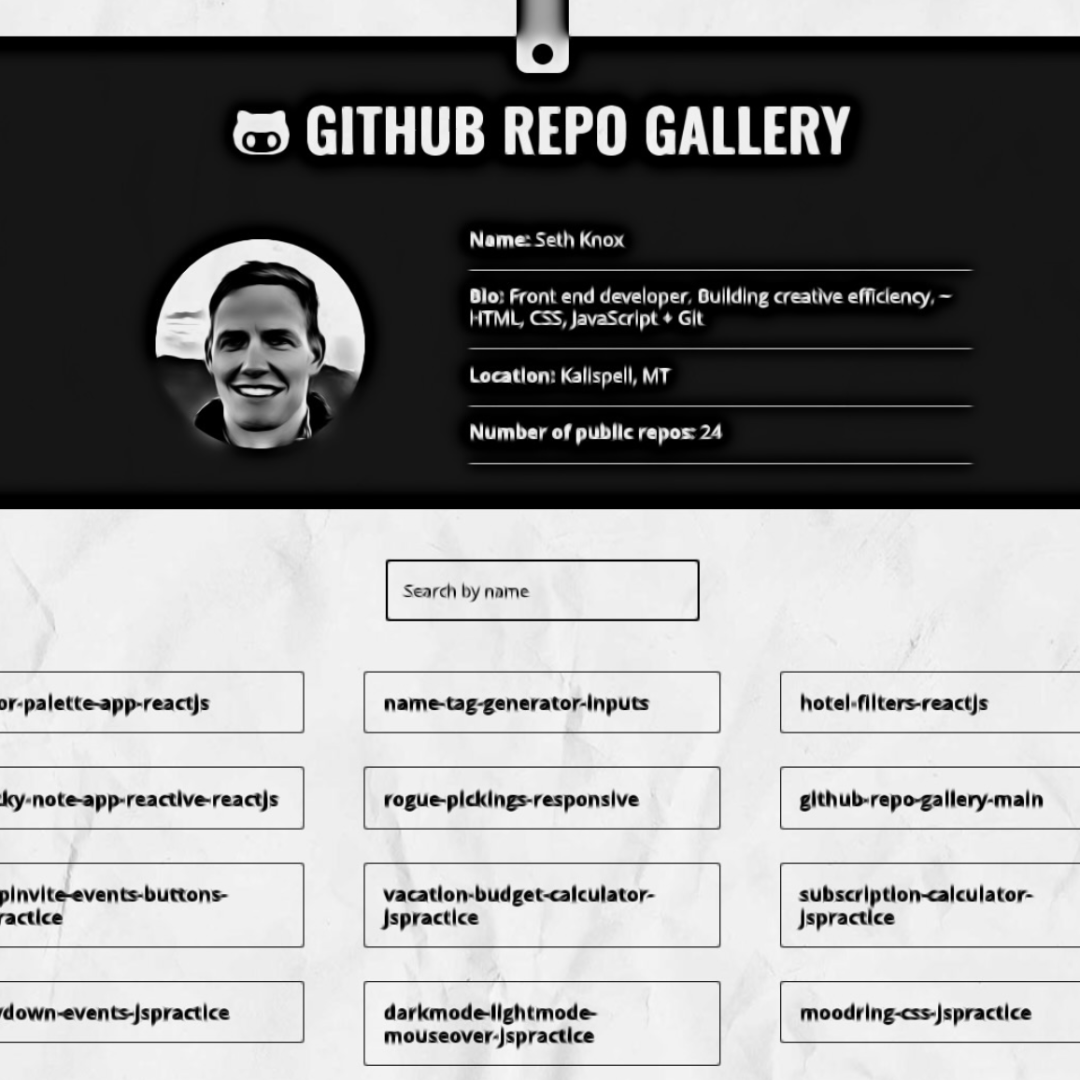 GITHUB REPO GALLERY
Name: Seth Knox
Bio: Front end developer, Building creative efficiency, ~
HTML, CSS, JavaScript + Git
Location: Kalispell, MT
Number of public repos: 24
Search by name
or-palette-app-reactjs
name-tag-generator-inputs
hotel-filters-reactjs
ky-note-app-reactive-reactjs
rogue-pickings-responsive
github-repo-gallery-main
pinvite-events-buttons-
ractice
vacation-budget-calculator-
jspractice
subscription-calculator-
jspractice
down-events-jspractice
darkmode-lightmode-
mouseover-jspractice
moodring-css-jspractice